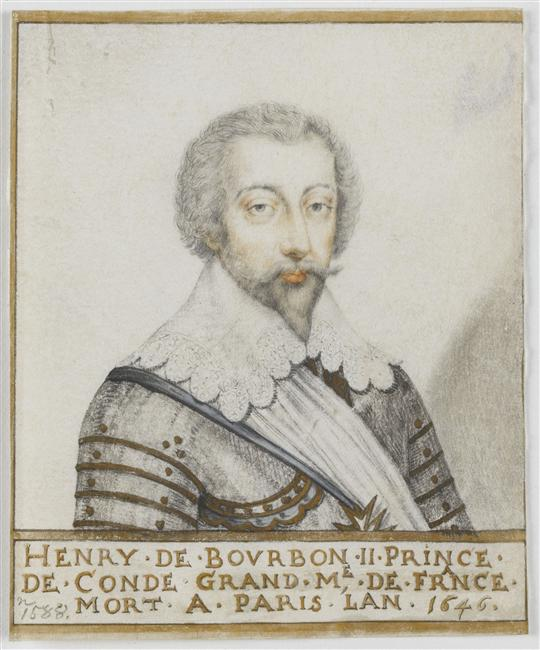 HENRY · DE · BOVRBON · II · PRINCE ·
DE · CONDE GRAND · ME · DE · FRNCE ·
MORT · A · PARIS LAN · 1646 ·
n 1588.